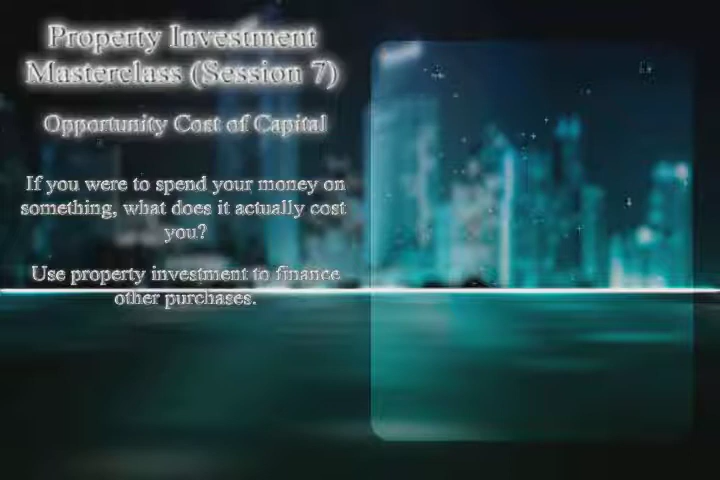 Property Investment
Masterclass (Session 7)
Opportunity Cost of Capital
If you were to spend your money on
something, what does it actually cost
you?
Use property investment to finance
other purchases.